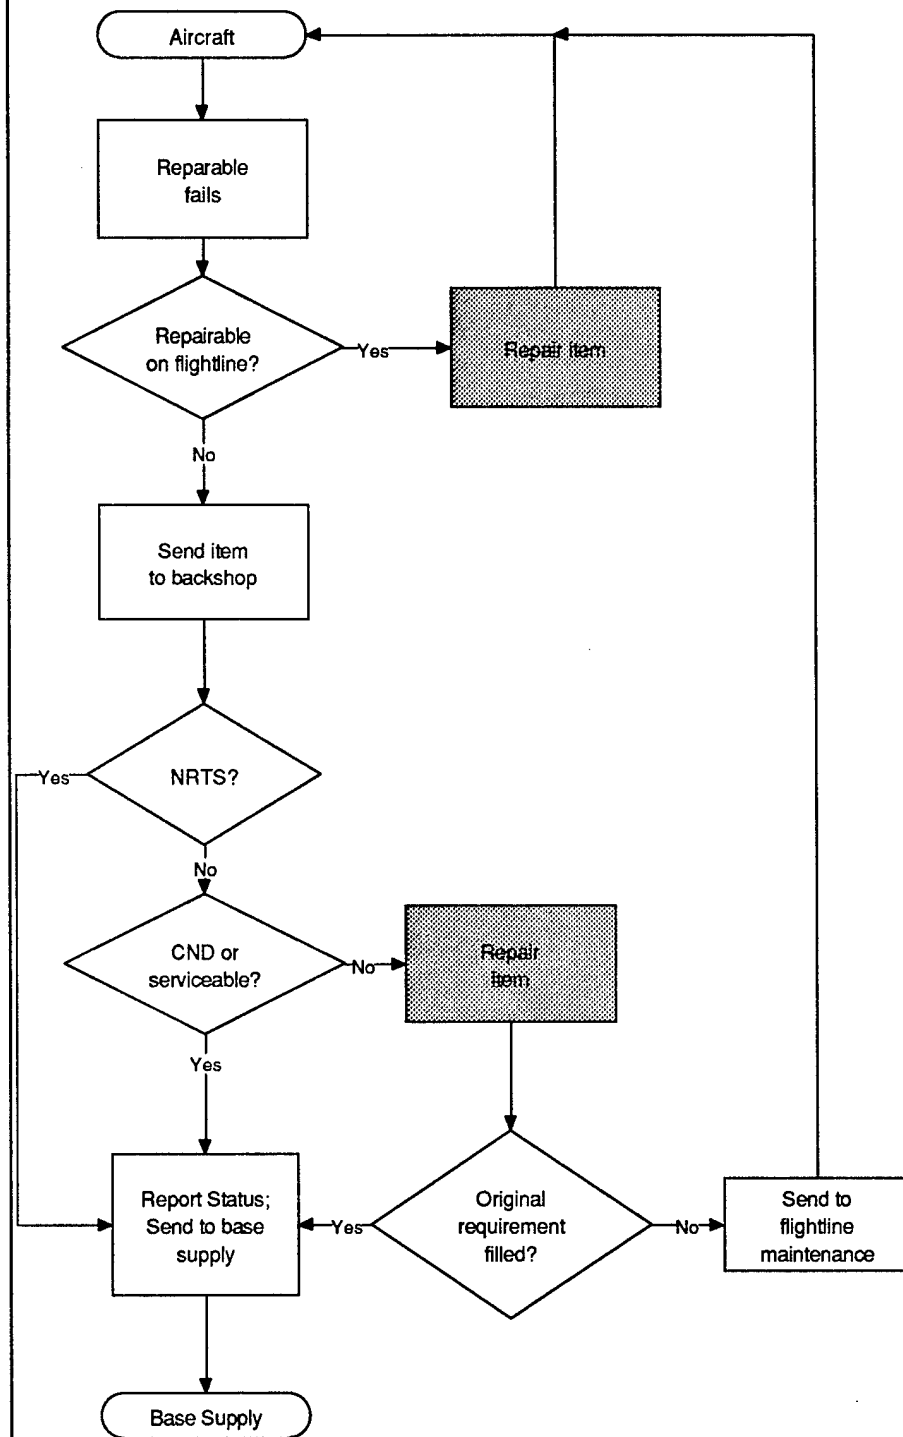 Aircraft
Reparable
fails
Repairable
on flightline?
Yes
Repair item
No
Send item
to backshop
Yes
NRTS?
No
CND or
serviceable?
No
Repair
item
Yes
Report Status;
Send to base
supply
Yes
Original
requirement
filled?
No
Send to
flightline
maintenance
Base Supply